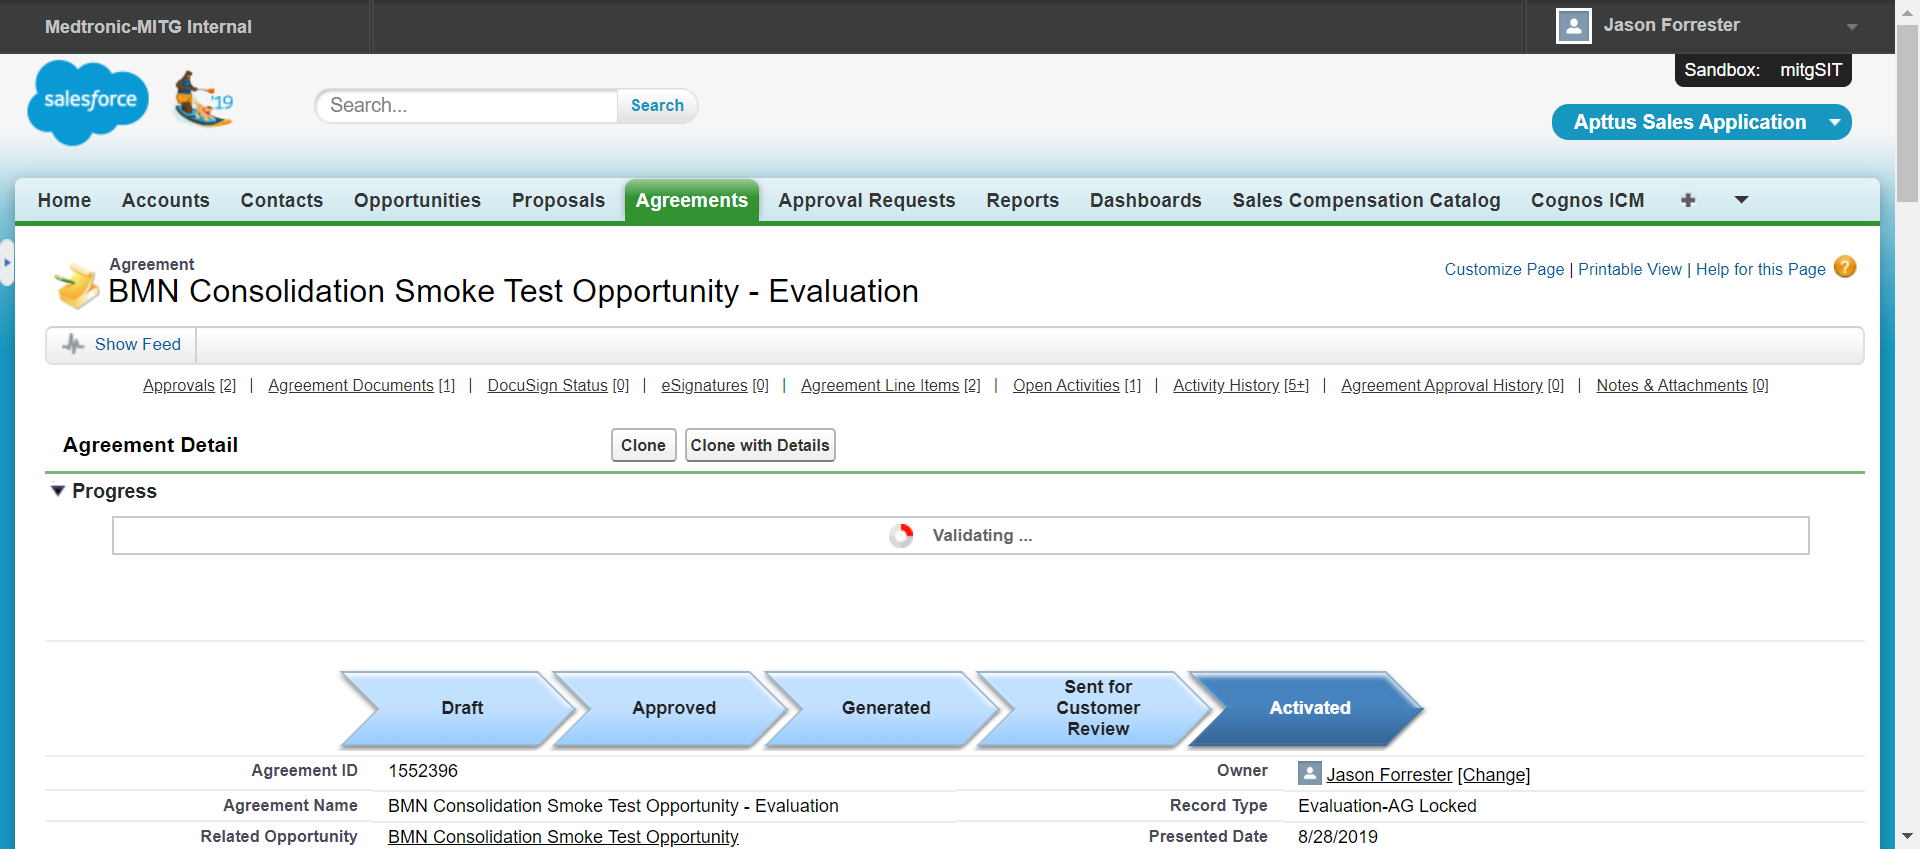 Medtronic-MITG Internal
Jason Forrester
Sandbox: mitgSIT
salesforce
'19
Search...
Search
Apttus Sales Application
Home Accounts Contacts Opportunities Proposals Agreements Approval Requests Reports Dashboards Sales Compensation Catalog Cognos ICM
Agreement
BMN Consolidation Smoke Test Opportunity - Evaluation
Customize Page | Printable View | Help for this Page ?
Show Feed
Approvals [2] | Agreement Documents [1] | DocuSign Status [0] | eSignatures [0] | Agreement Line Items [2] | Open Activities [1] | Activity History [5+] | Agreement Approval History [0] | Notes & Attachments [0]
Agreement Detail
Clone
Clone with Details
Progress
Validating ...
Draft
Approved
Generated
Sent for
Customer
Review
Activated
Agreement ID 1552396
Owner Jason Forrester [Change]
Agreement Name BMN Consolidation Smoke Test Opportunity - Evaluation
Record Type Evaluation-AG Locked
Related Opportunity BMN Consolidation Smoke Test Opportunity
Presented Date 8/28/2019